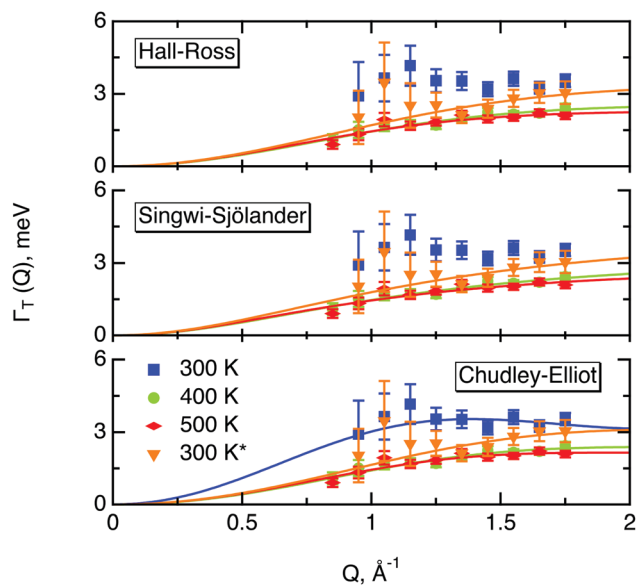 6
Hall-Ross
3
0
6
Singwi-Sjölander
3
0
Γ_T (Q), meV
6
Chudley-Elliot
300 K
400 K
3
500 K
300 K*
0
0 0.5 1 1.5 2
Q, Å⁻¹